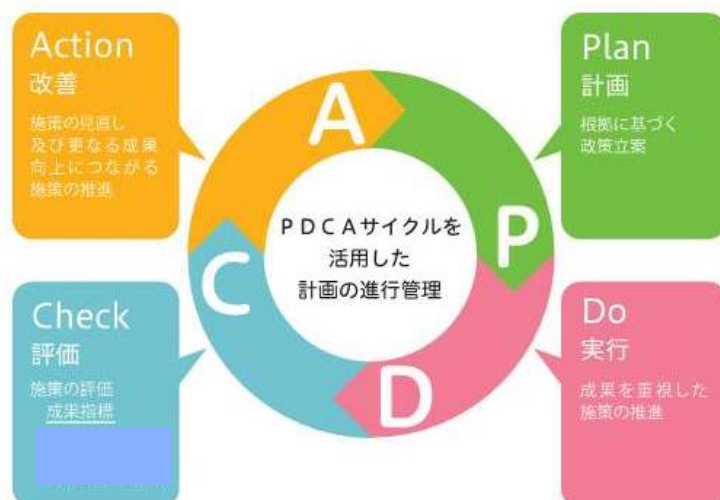 Action
改善
施策の見直し
及び更なる成果
向上につながる
施策の推進
Plan
計画
根拠に基づく
政策立案
A
P
D
C
PDCAサイクルを
活用した
計画の進行管理
Check
評価
施策の評価
成果指標
Do
実行
成果を重視した
施策の推進